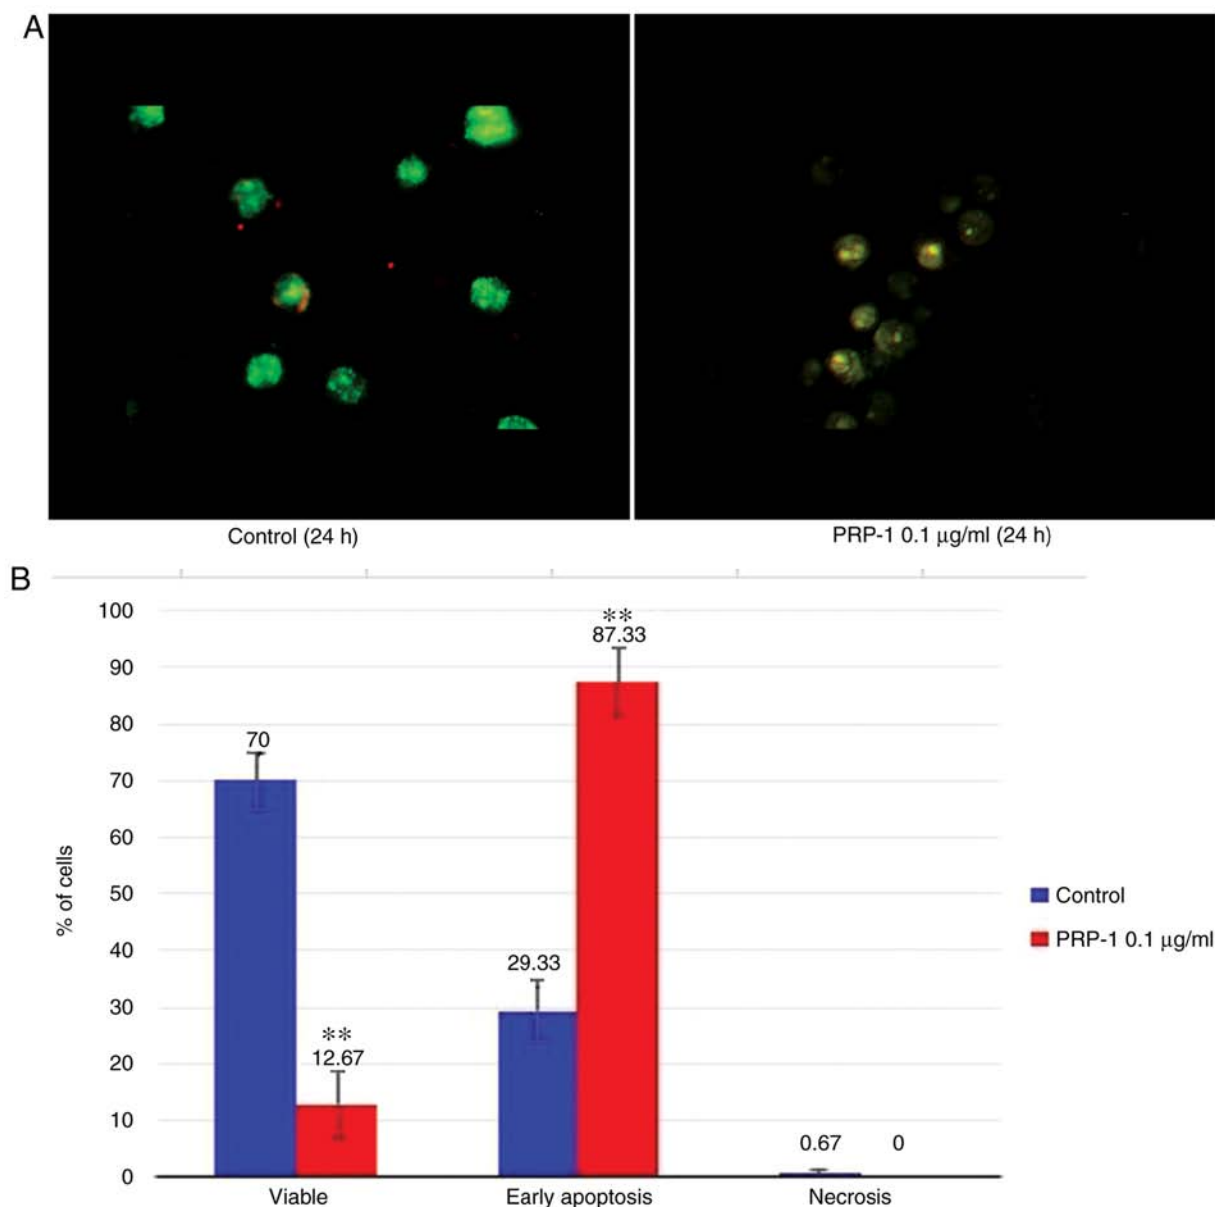 A
Control (24 h)
PRP-1 0.1 µg/ml (24 h)
B
100
90
80
70
60
50
40
30
20
10
0
% of cells
70
**
12.67
29.33
**
87.33
0.67
0
Viable
Early apoptosis
Necrosis
Control
PRP-1 0.1 µg/ml